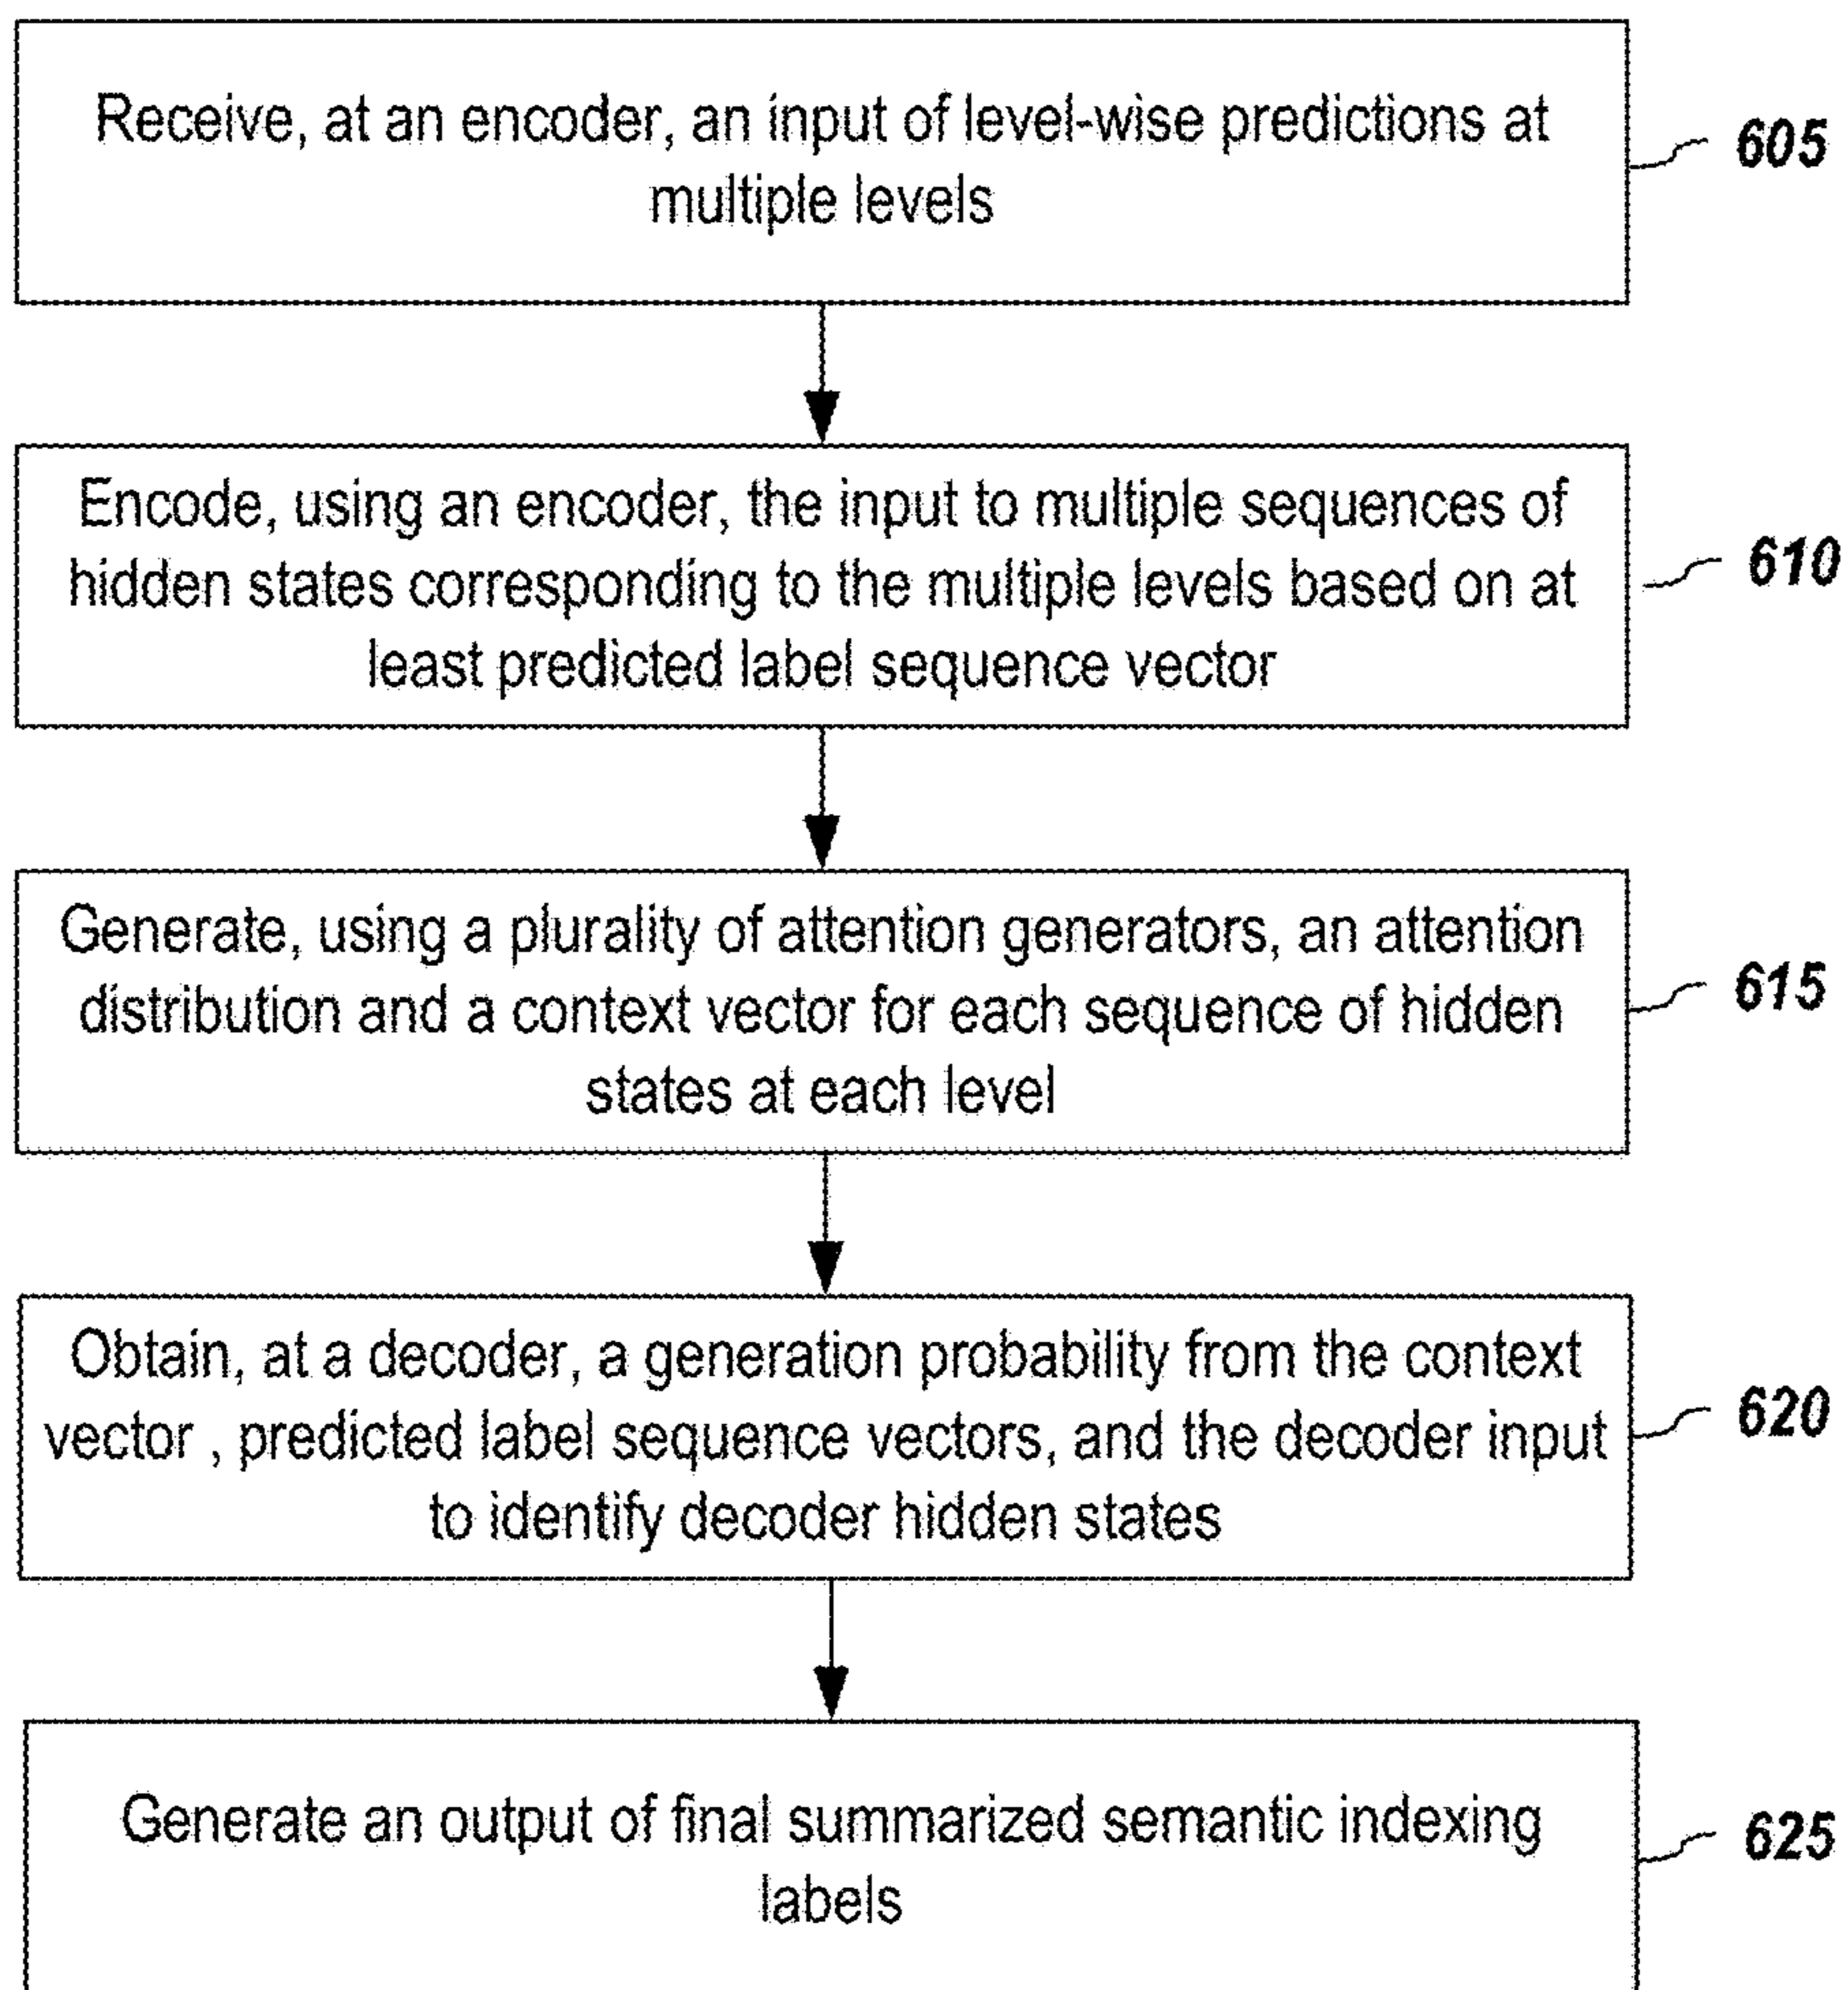 Receive, at an encoder, an input of level-wise predictions at
multiple levels
605
Encode, using an encoder, the input to multiple sequences of
hidden states corresponding to the multiple levels based on at
least predicted label sequence vector
610
Generate, using a plurality of attention generators, an attention
distribution and a context vector for each sequence of hidden
states at each level
615
Obtain, at a decoder, a generation probability from the context
vector , predicted label sequence vectors, and the decoder input
to identify decoder hidden states
620
Generate an output of final summarized semantic indexing
labels
625